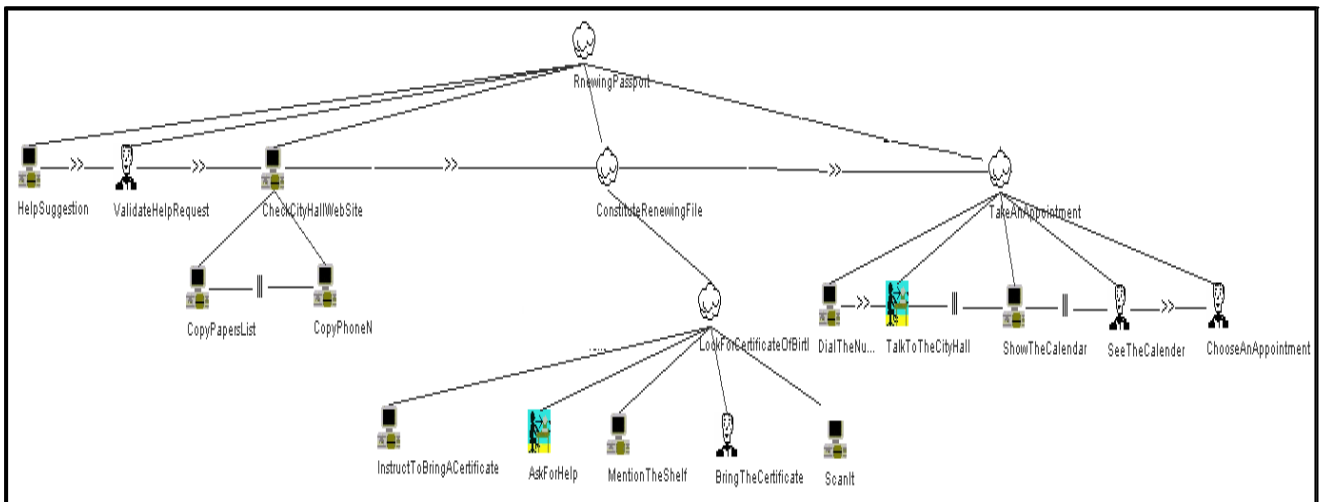 RnewingPassport
>> >> >> >>
HelpSuggestion ValidateHelpRequest CheckCityHallWebSite ConstituteRenewingFile TakeAnAppointment
||| >> ||| ||| >>
CopyPapersList CopyPhoneN LookForCertificateOfBirtl DialTheNu... TalkToTheCityHall ShowTheCalendar SeeTheCalender ChooseAnAppointment
.....
InstructToBringACertificate AskForHelp MentionTheShelf BringTheCertificate ScanIt